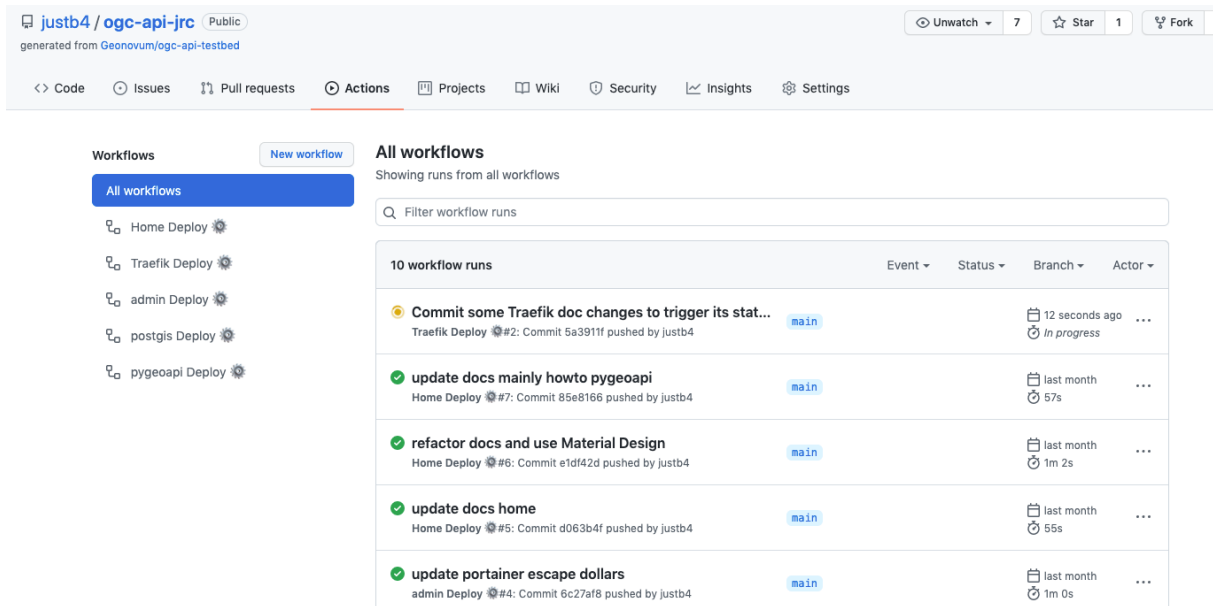 justb4 / ogc-api-jrc Public
Unwatch 7 Star 1 Fork
generated from Geonovum/ogc-api-testbed
Code Issues Pull requests Actions Projects Wiki Security Insights Settings
Workflows
New workflow
All workflows
Home Deploy
Traefik Deploy
admin Deploy
postgis Deploy
pygeoapi Deploy
All workflows
Showing runs from all workflows
Filter workflow runs
10 workflow runs
Event Status Branch Actor
Commit some Traefik doc changes to trigger its stat...
Traefik Deploy #2: Commit 5a3911f pushed by justb4
main
12 seconds ago
In progress
update docs mainly howto pygeoapi
Home Deploy #7: Commit 85e8166 pushed by justb4
main
last month
57s
refactor docs and use Material Design
Home Deploy #6: Commit e1df42d pushed by justb4
main
last month
1m 2s
update docs home
Home Deploy #5: Commit d063b4f pushed by justb4
main
last month
55s
update portainer escape dollars
admin Deploy #4: Commit 6c27af8 pushed by justb4
main
last month
1m 0s